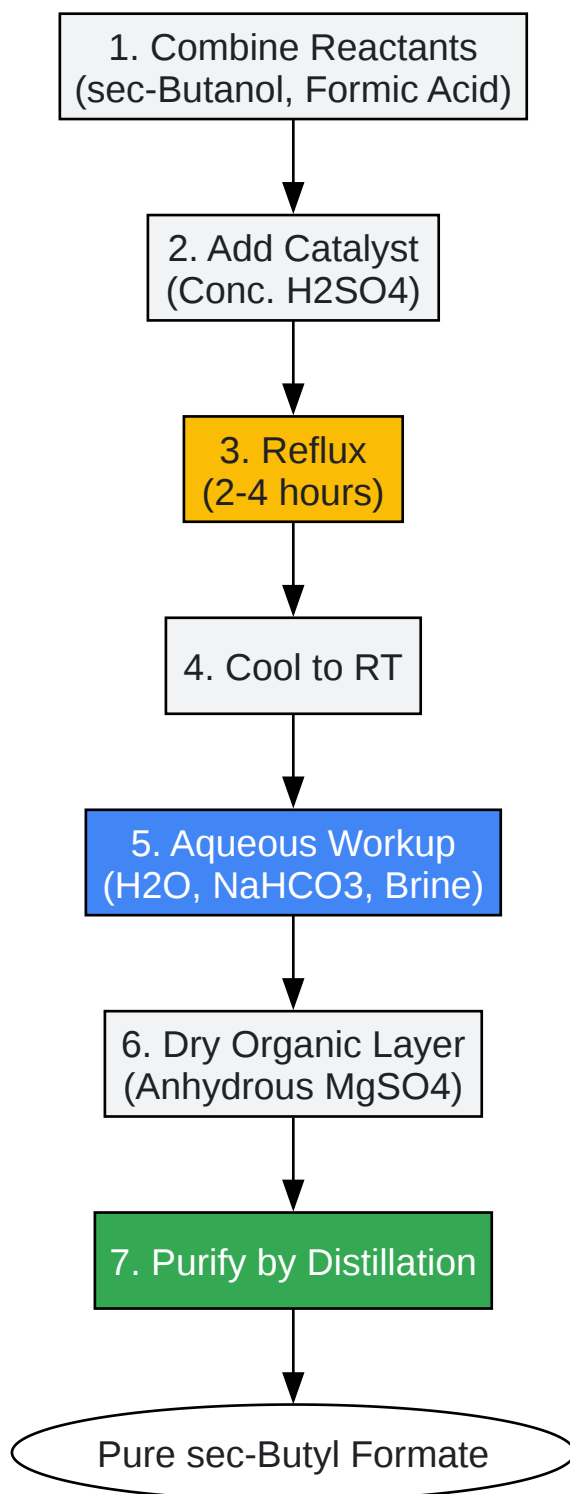 1. Combine Reactants
(sec-Butanol, Formic Acid)
2. Add Catalyst
(Conc. H2SO4)
3. Reflux
(2-4 hours)
4. Cool to RT
5. Aqueous Workup
(H2O, NaHCO3, Brine)
6. Dry Organic Layer
(Anhydrous MgSO4)
7. Purify by Distillation
Pure sec-Butyl Formate